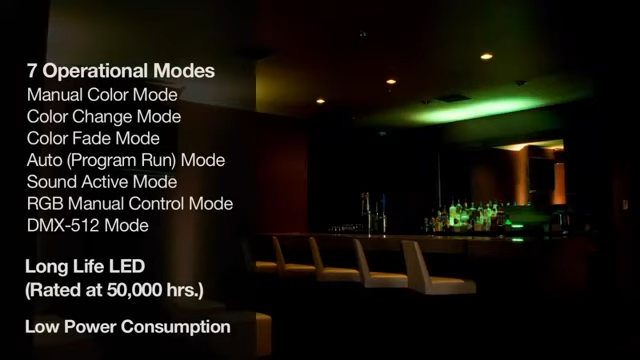 7 Operational Modes
Manual Color Mode
Color Change Mode
Color Fade Mode
Auto (Program Run) Mode
Sound Active Mode
RGB Manual Control Mode
DMX-512 Mode
Long Life LED
(Rated at 50,000 hrs.)
Low Power Consumption